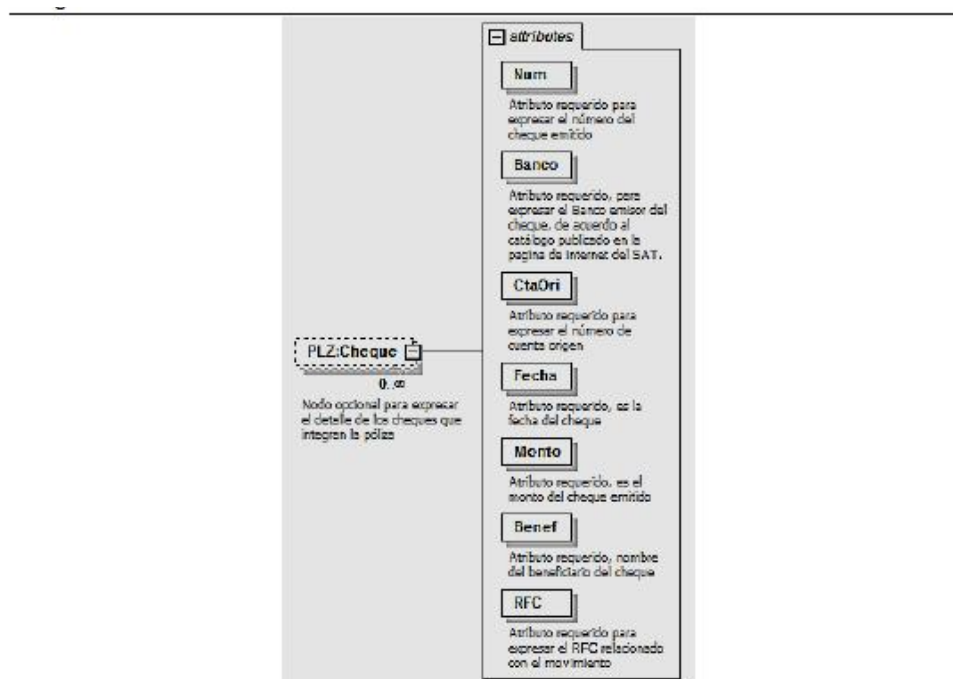 attributes
Num
Atributo requerido para
expresar el número del
cheque emitido
Banco
Atributo requerido, para
expresar el Banco emisor del
cheque, de acuerdo al
catálogo publicado en la
pagina de internet del SAT.
CtaOri
Atributo requerido para
expresar el número de
cuenta origen
PLZ:Cheque
0..∞
Nodo opcional para expresar
el detalle de los cheques que
integran la póliza
Fecha
Atributo requerido, es la
fecha del cheque
Monto
Atributo requerido, es el
monto del cheque emitido
Benef
Atributo requerido, nombre
del beneficiario del cheque
RFC
Atributo requerido para
expresar el RFC relacionado
con el movimiento